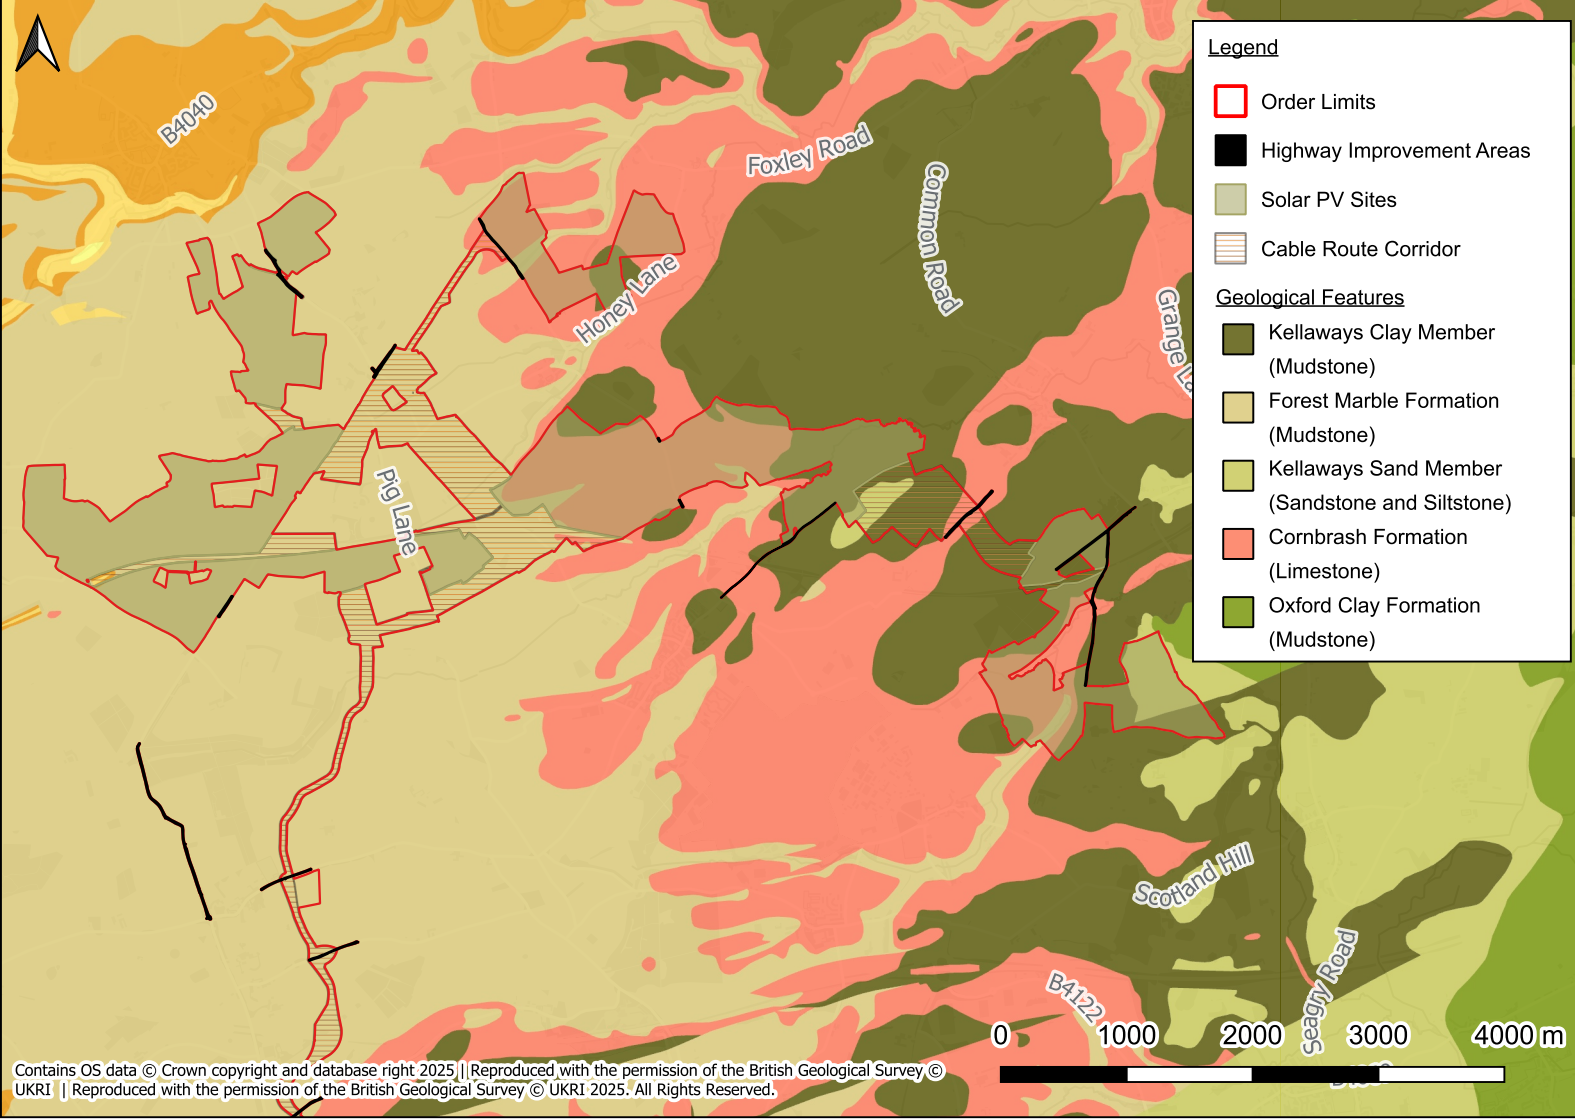 B4040
Foxley Road
Common Road
Honey Lane
Grange La
Pig Lane
Scotland Hill
Seagry Road
B4122
Legend
Order Limits
Highway Improvement Areas
Solar PV Sites
Cable Route Corridor
Geological Features
Kellaways Clay Member
(Mudstone)
Forest Marble Formation
(Mudstone)
Kellaways Sand Member
(Sandstone and Siltstone)
Cornbrash Formation
(Limestone)
Oxford Clay Formation
(Mudstone)
0 1000 2000 3000 4000 m
Contains OS data © Crown copyright and database right 2025 | Reproduced with the permission of the British Geological Survey ©
UKRI | Reproduced with the permission of the British Geological Survey © UKRI 2025. All Rights Reserved.